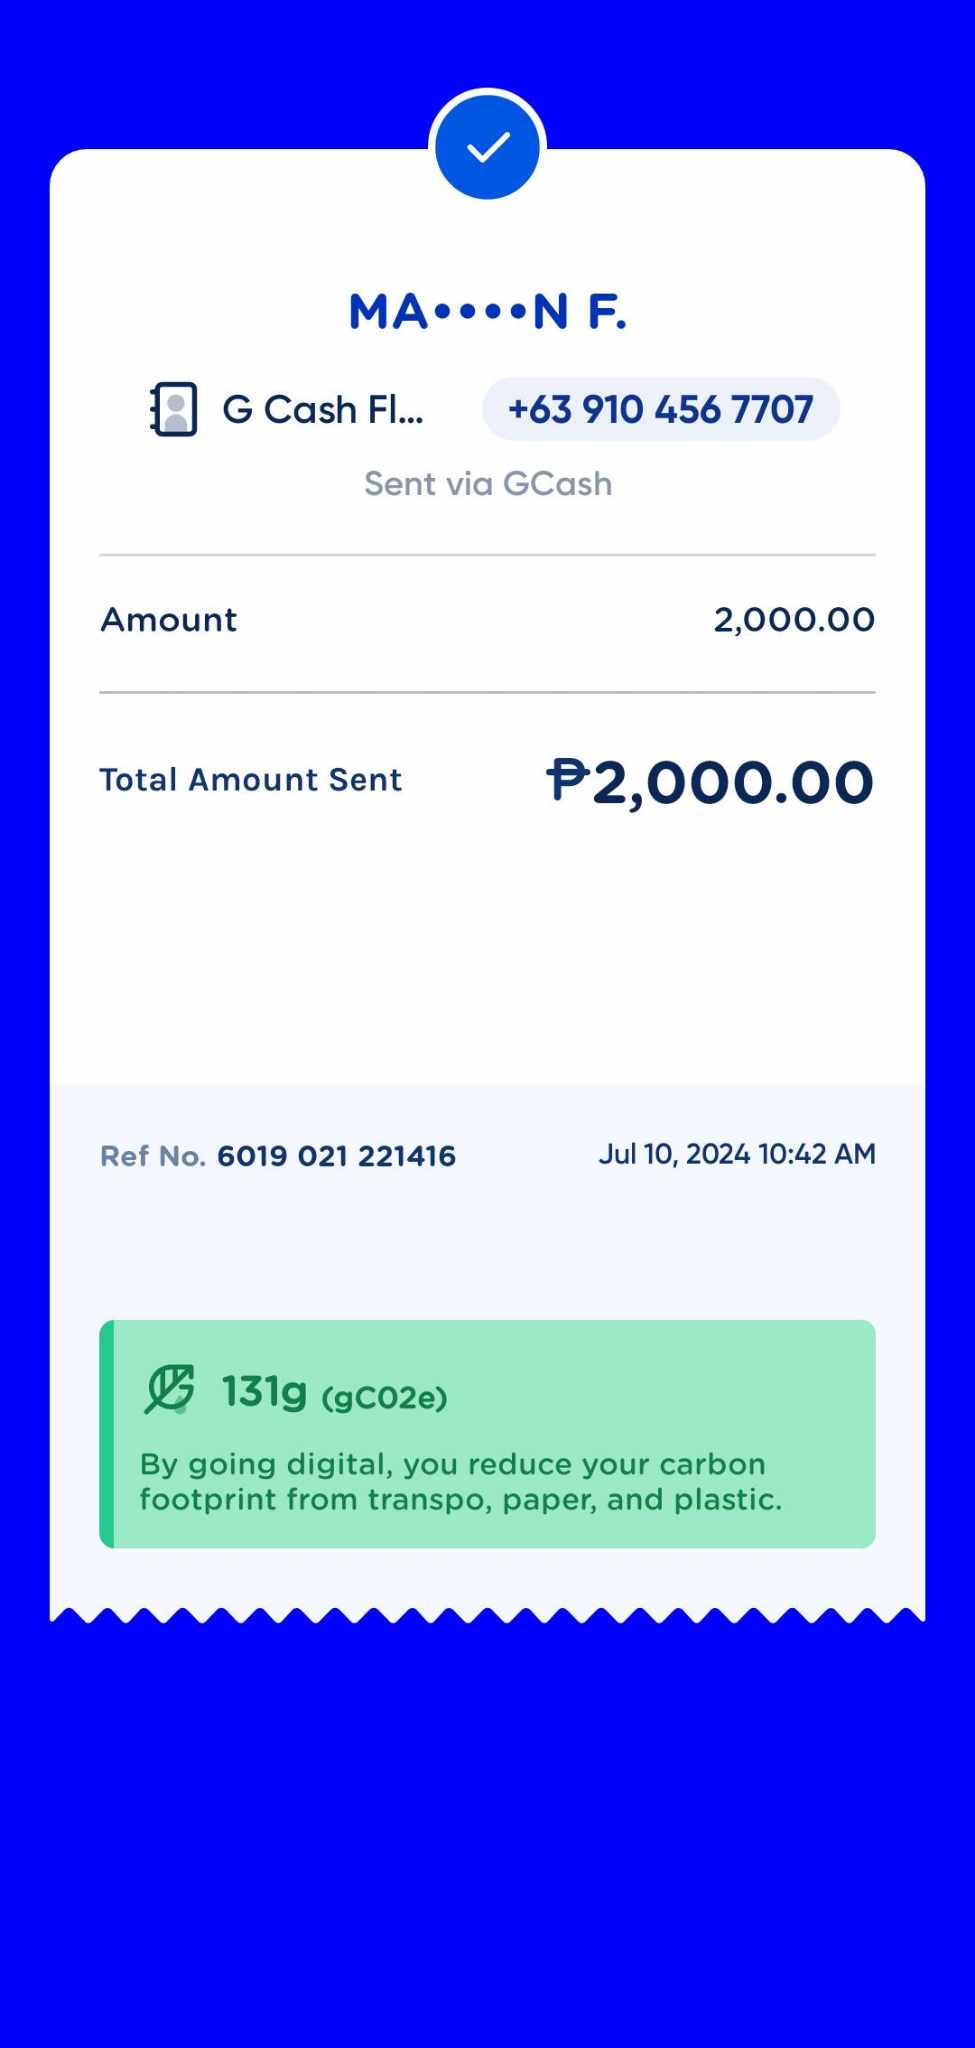 MA••••N F.
G Cash Fl... +63 910 456 7707
Sent via GCash
Amount 2,000.00
Total Amount Sent ₱2,000.00
Ref No. 6019 021 221416 Jul 10, 2024 10:42 AM
131g (gC02e)
By going digital, you reduce your carbon
footprint from transpo, paper, and plastic.